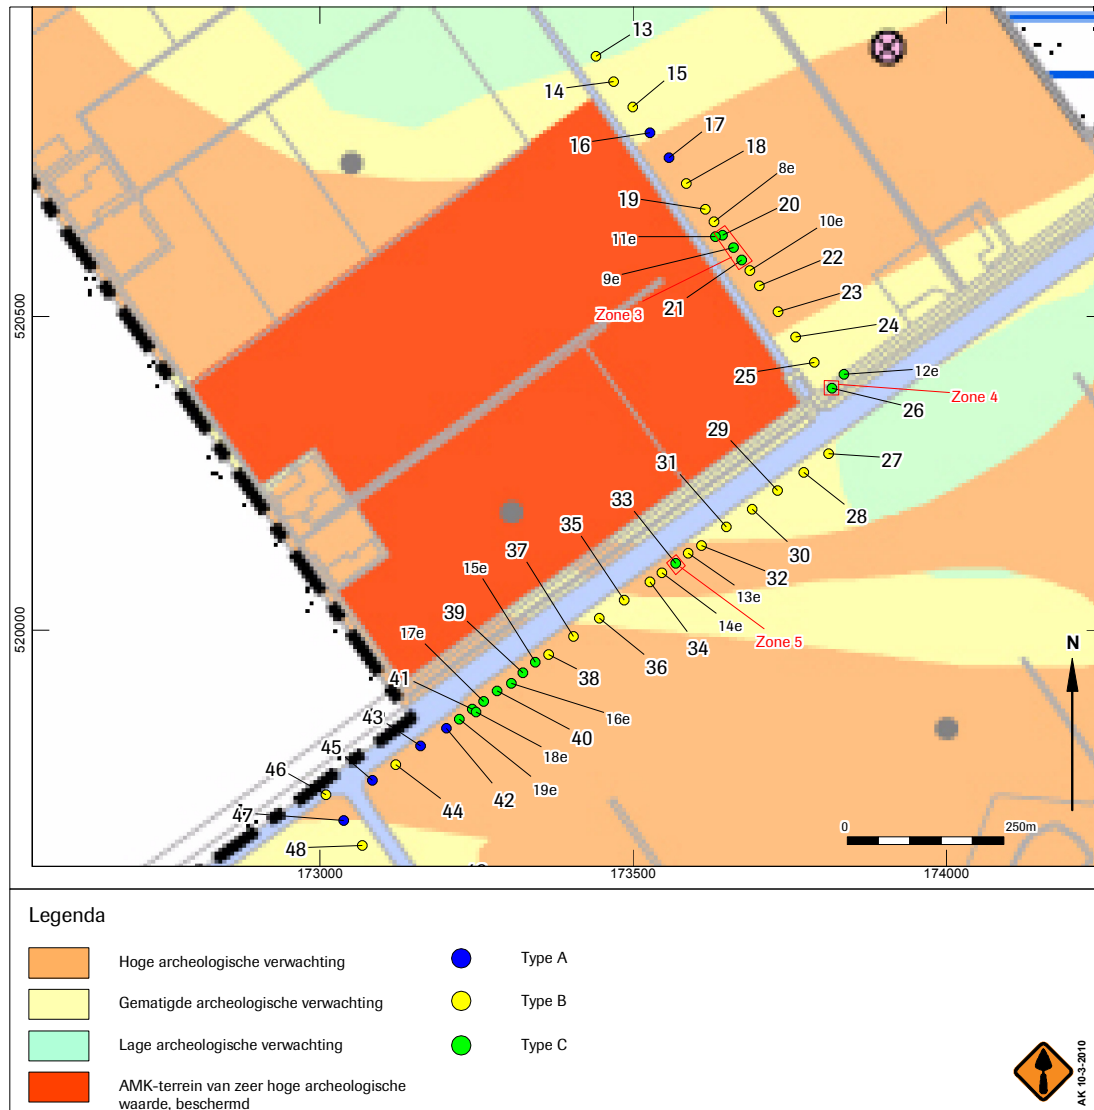 13
14
15
16
17
18
8e
19
20
10e
11e
22
9e
21
Zone 3
23
24
25
12e
26
Zone 4
520500
29
27
31
33
28
35
30
37
32
15e
13e
39
14e
17e
34
Zone 5
36
41
38
520000
43
16e
40
45
18e
46
19e
42
44
47
48
N
0
250m
173000
173500
174000
Legenda
Hoge archeologische verwachting
Gematigde archeologische verwachting
Lage archeologische verwachting
AMK-terrein van zeer hoge archeologische
waarde, beschermd
Type A
Type B
Type C
AK 10-3-2010